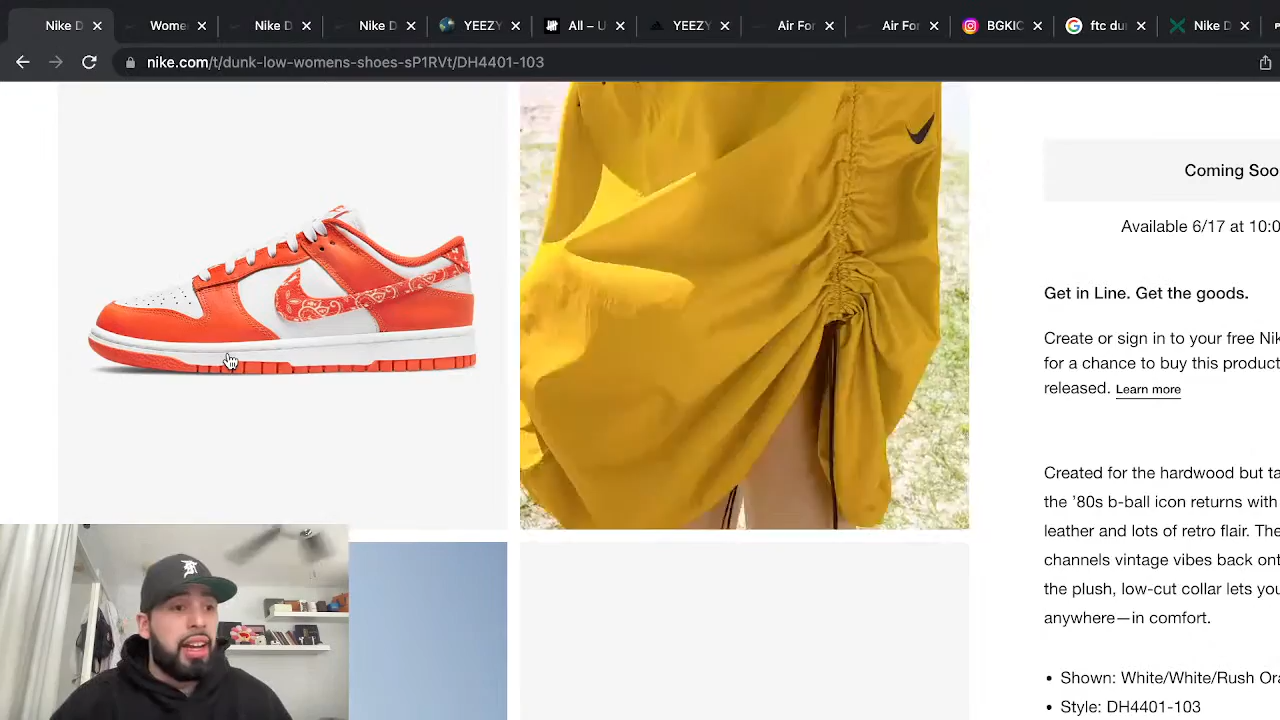 Nike D
Wome
Nike D
Nike D
YEEZY
All – U
YEEZY
Air For
Air For
BGKIC
ftc du
Nike D
nike.com/t/dunk-low-womens-shoes-sP1RVt/DH4401-103
Coming Soo
Available 6/17 at 10:0
Get in Line. Get the goods.
Create or sign in to your free Nik
for a chance to buy this product
released. Learn more
Created for the hardwood but ta
the '80s b-ball icon returns with
leather and lots of retro flair. The
channels vintage vibes back ont
the plush, low-cut collar lets you
anywhere—in comfort.
• Shown: White/White/Rush Ora
• Style: DH4401-103